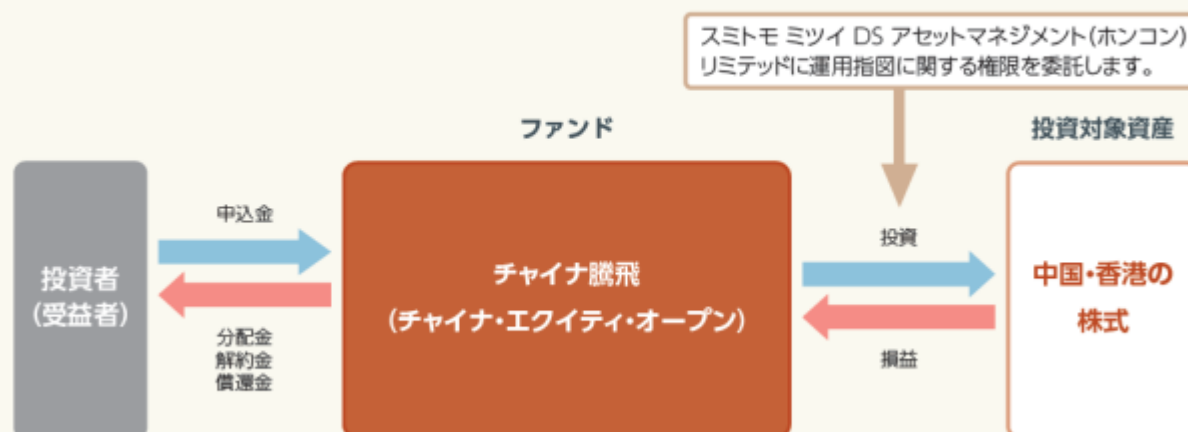 スミトモ ミツイ DS アセットマネジメント(ホンコン)
リミテッドに運用指図に関する権限を委託します。
ファンド
投資対象資産
投資者
(受益者)
申込金
分配金
解約金
償還金
チャイナ騰飛
(チャイナ・エクイティ・オープン)
投資
損益
中国・香港の
株式